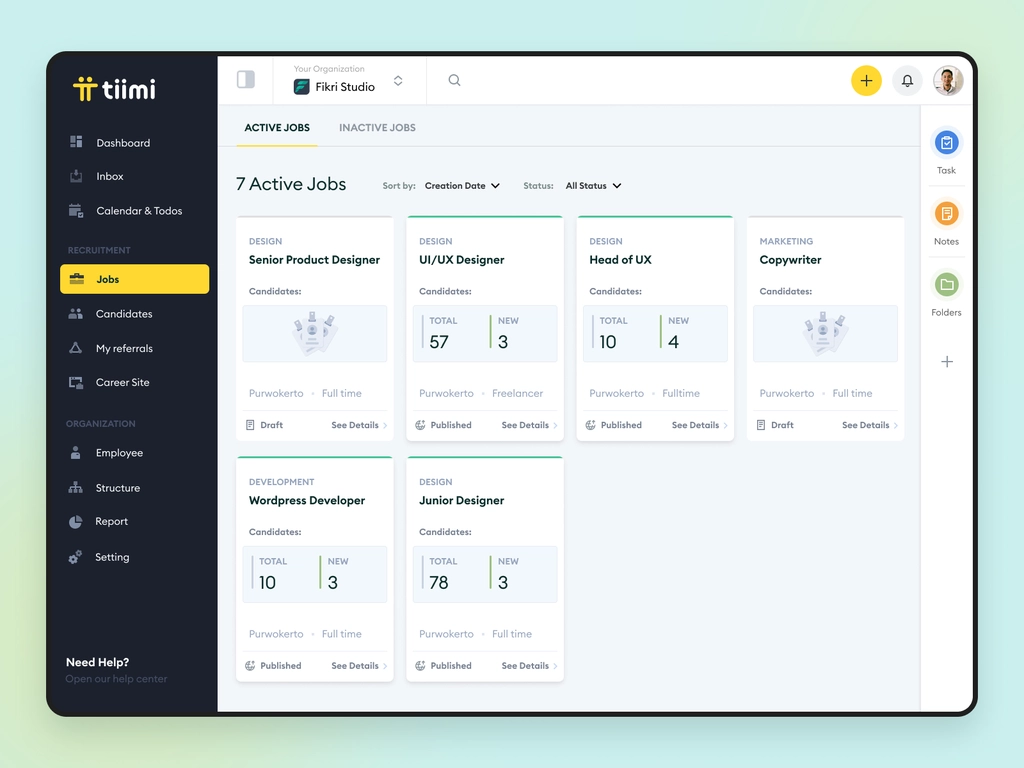 tiimi
Your Organization
Fikri Studio
Dashboard
Inbox
Calendar & Todos
RECRUITMENT
Jobs
Candidates
My referrals
Career Site
ORGANIZATION
Employee
Structure
Report
Setting
Need Help?
Open our help center
ACTIVE JOBS
INACTIVE JOBS
7 Active Jobs
Sort by: Creation Date
Status: All Status
DESIGN
Senior Product Designer
Candidates:
Purwokerto • Full time
Draft
See Details
DESIGN
UI/UX Designer
Candidates:
TOTAL NEW
57 3
Purwokerto • Freelancer
Published
See Details
DESIGN
Head of UX
Candidates:
TOTAL NEW
10 4
Purwokerto • Fulltime
Published
See Details
MARKETING
Copywriter
Candidates:
Purwokerto • Full time
Draft
See Details
DEVELOPMENT
Wordpress Developer
Candidates:
TOTAL NEW
10 3
Purwokerto • Full time
Published
See Details
DESIGN
Junior Designer
Candidates:
TOTAL NEW
78 3
Purwokerto • Full time
Published
See Details
Task
Notes
Folders